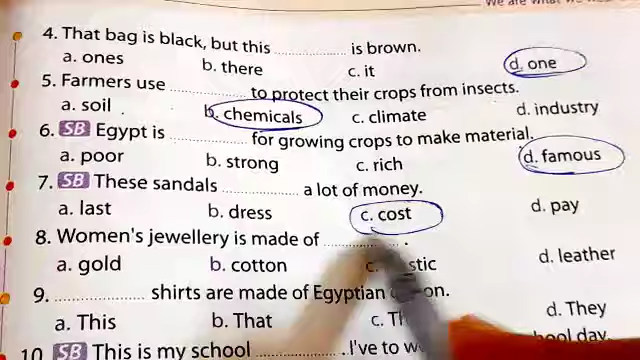 We are what we
4. That bag is black, but this .............. is brown.
a. ones b. there c. it d. one
5. Farmers use .............. to protect their crops from insects.
a. soil b. chemicals c. climate d. industry
6. SB Egypt is .............. for growing crops to make material.
a. poor b. strong c. rich d. famous
7. SB These sandals .............. a lot of money.
a. last b. dress c. cost d. pay
8. Women's jewellery is made of .............. .
a. gold b. cotton d. leather
9. .............. shirts are made of Egyptian
a. This b. That d. They
10 SB This is my school .............. .I've to
day.